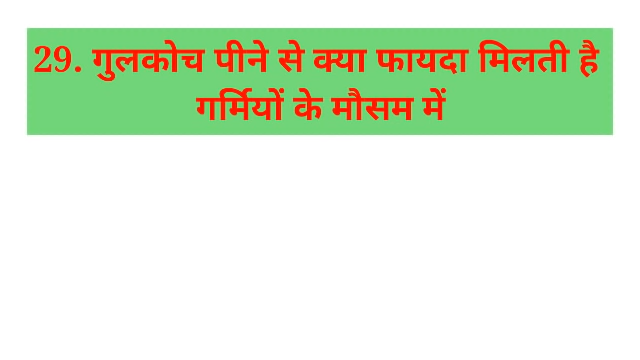 29. गुलकोच पीने से क्या फायदा मिलती है
गर्मियों के मौसम में